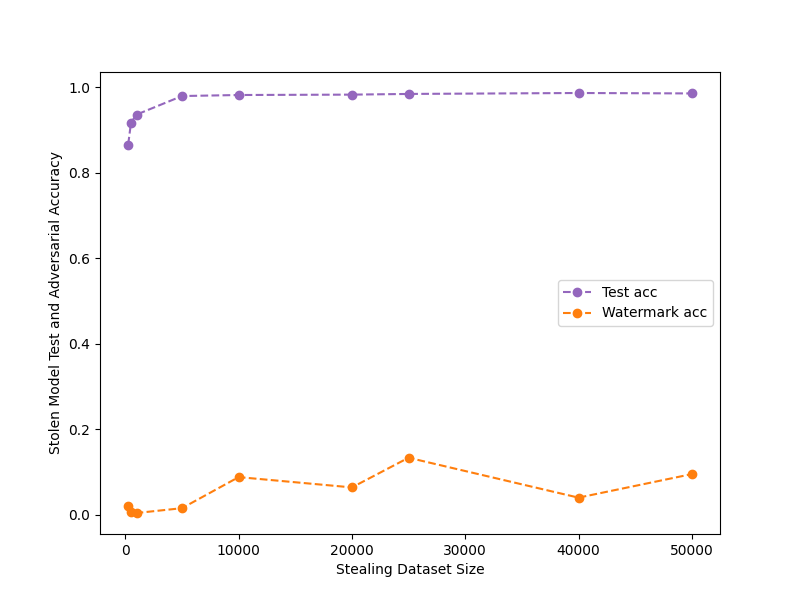 1.0
0.8
0.6
0.4
0.2
0.0
Stolen Model Test and Adversarial Accuracy
Test acc
Watermark acc
0 10000 20000 30000 40000 50000
Stealing Dataset Size